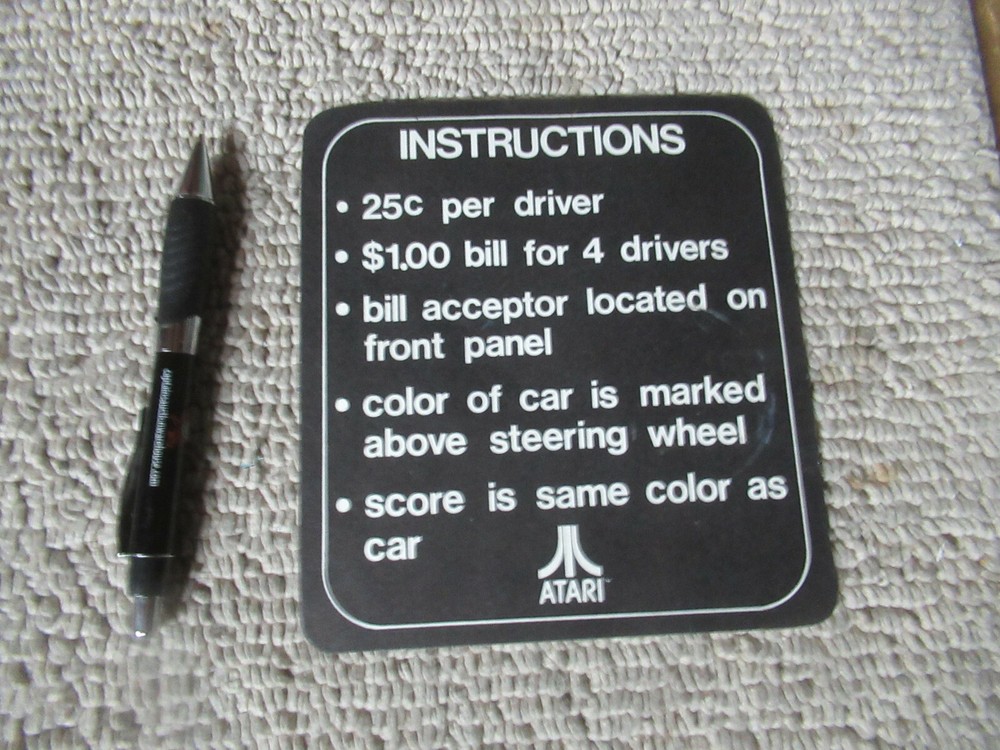 INSTRUCTIONS
• 25c per driver
• $1.00 bill for 4 drivers
• bill acceptor located on
front panel
• color of car is marked
above steering wheel
• score is same color as
car
ATARI™